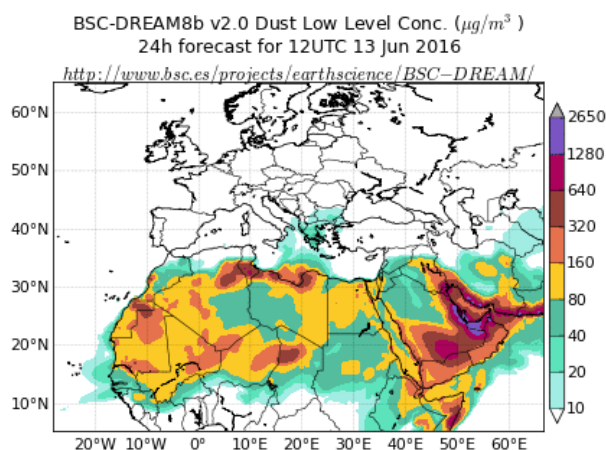 BSC-DREAM8b v2.0 Dust Low Level Conc. (μg/m³ )
24h forecast for 12UTC 13 Jun 2016
http://www.bsc.es/projects/earthscience/BSC−DREAM/
60°N
50°N
40°N
30°N
20°N
10°N
20°W 10°W 0° 10°E 20°E 30°E 40°E 50°E 60°E
2650
1280
640
320
160
80
40
20
10